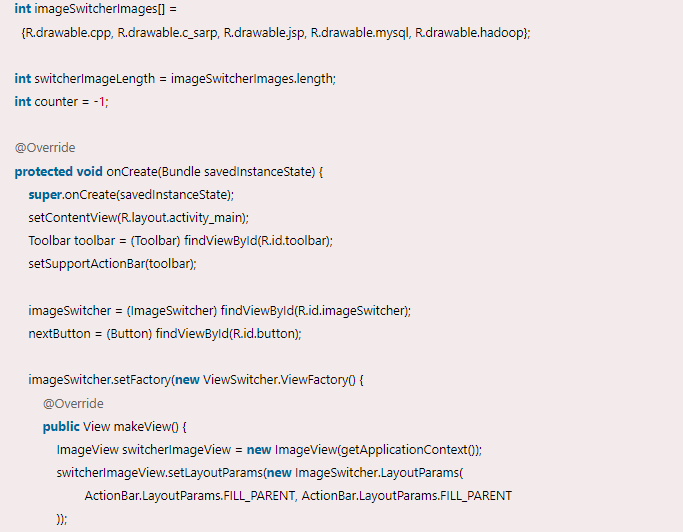 int imageSwitcherImages[] =
{R.drawable.cpp, R.drawable.c_sarp, R.drawable.jsp, R.drawable.mysql, R.drawable.hadoop};
int switcherImageLength = imageSwitcherImages.length;
int counter = -1;
@Override
protected void onCreate(Bundle savedInstanceState) {
super.onCreate(savedInstanceState);
setContentView(R.layout.activity_main);
Toolbar toolbar = (Toolbar) findViewById(R.id.toolbar);
setSupportActionBar(toolbar);
imageSwitcher = (ImageSwitcher) findViewById(R.id.imageSwitcher);
nextButton = (Button) findViewById(R.id.button);
imageSwitcher.setFactory(new ViewSwitcher.ViewFactory() {
@Override
public View makeView() {
ImageView switcherImageView = new ImageView(getApplicationContext());
switcherImageView.setLayoutParams(new ImageSwitcher.LayoutParams(
ActionBar.LayoutParams.FILL_PARENT, ActionBar.LayoutParams.FILL_PARENT
));